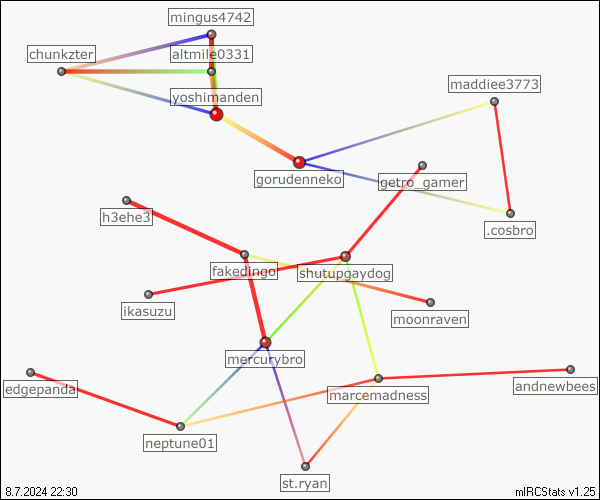 mingus4742
chunkzter
altmile0331
maddiee3773
yoshimanden
gorudenneko
getro_gamer
h3ehe3
.cosbro
fakedingo
shutupgaydog
ikasuzu
moonraven
mercurybro
edgepanda
andnewbees
marcemadness
neptune01
st.ryan
8.7.2024 22:30
mIRCStats v1.25